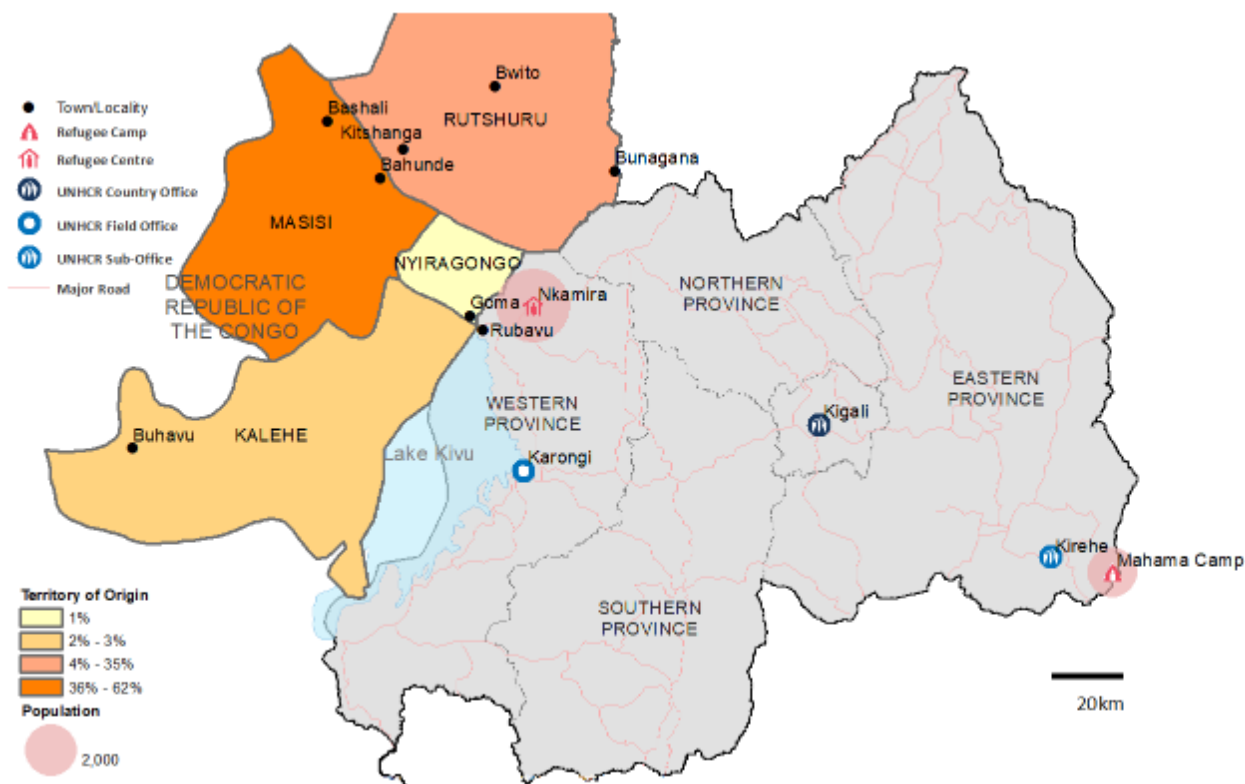 Town/Locality
Refugee Camp
Refugee Centre
UNHCR Country Office
UNHCR Field Office
UNHCR Sub-Office
Major Road
Bwito
Bashali
RUTSHURU
Kitshanga
Bunagana
Bahunde
MASISI
NYIRAGONGO
DEMOCRATIC
REPUBLIC OF
THE CONGO
Goma
Nkamira
Rubavu
NORTHERN
PROVINCE
EASTERN
PROVINCE
WESTERN
PROVINCE
Kigali
Buhavu
KALEHE
Lake Kivu
Karongi
Kirehe
Mahama Camp
SOUTHERN
PROVINCE
Territory of Origin
1%
2% - 3%
4% - 35%
36% - 62%
Population
2,000
20km